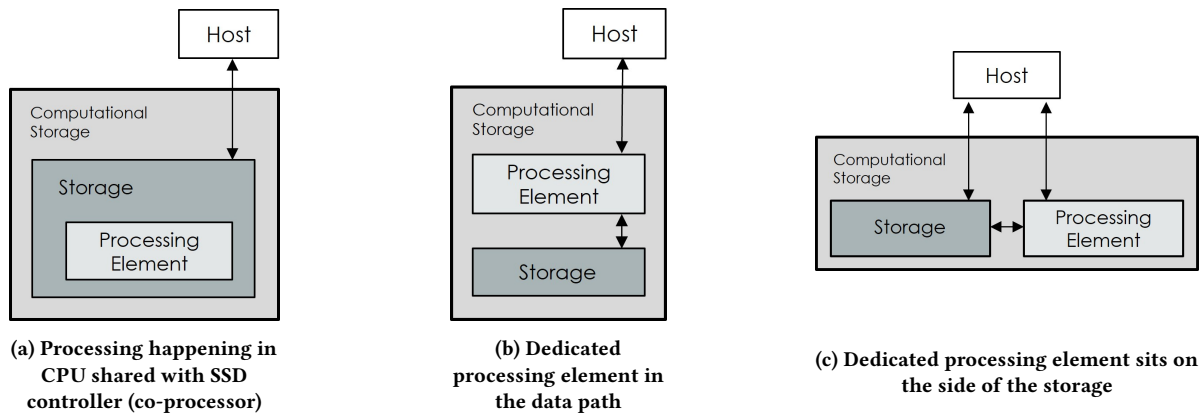 Host
Computational
Storage
Storage
Processing
Element
(a) Processing happening in
CPU shared with SSD
controller (co-processor)
Host
Computational
Storage
Processing
Element
Storage
(b) Dedicated
processing element in
the data path
Host
Computational
Storage
Storage
Processing
Element
(c) Dedicated processing element sits on
the side of the storage